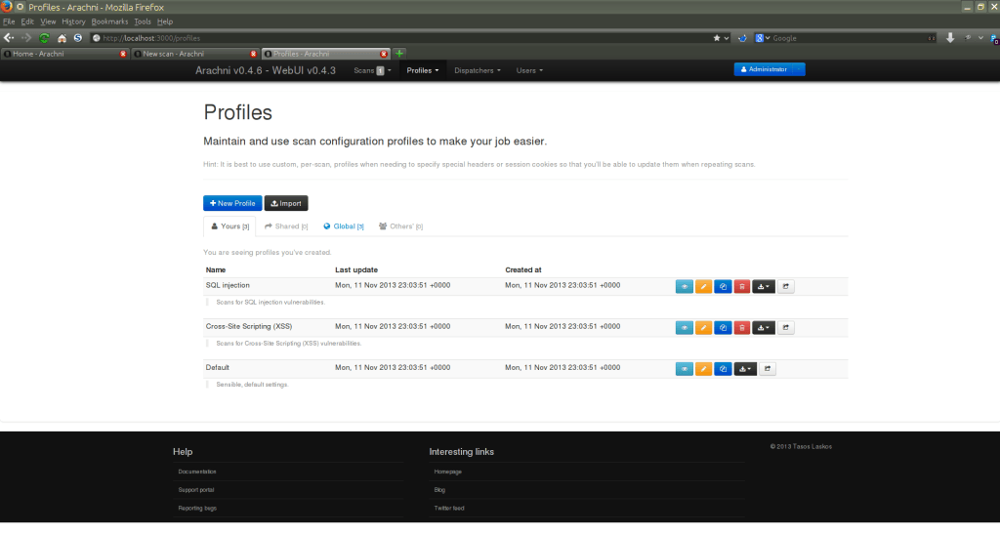 Profiles - Arachni - Mozilla Firefox
File Edit View History Bookmarks Tools Help
http://localhost:3000/profiles
Google
Home - Arachni
New scan - Arachni
Profiles - Arachni
Arachni v0.4.6 - WebUI v0.4.3 Scans 1 Profiles Dispatchers Users Administrator
Profiles
Maintain and use scan configuration profiles to make your job easier.
Hint: It is best to use custom, per-scan, profiles when needing to specify special headers or session cookies so that you'll be able to update them when repeating scans.
New Profile Import
Yours [3] Shared [0] Global [3] Others' [0]
You are seeing profiles you've created.
Name Last update Created at
SQL injection Mon, 11 Nov 2013 23:03:51 +0000 Mon, 11 Nov 2013 23:03:51 +0000
Scans for SQL injection vulnerabilities.
Cross-Site Scripting (XSS) Mon, 11 Nov 2013 23:03:51 +0000 Mon, 11 Nov 2013 23:03:51 +0000
Scans for Cross-Site Scripting (XSS) vulnerabilities.
Default Mon, 11 Nov 2013 23:03:51 +0000 Mon, 11 Nov 2013 23:03:51 +0000
Sensible, default settings.
Help Interesting links © 2013 Tasos Laskos
Documentation Homepage
Support portal Blog
Reporting bugs Twitter feed